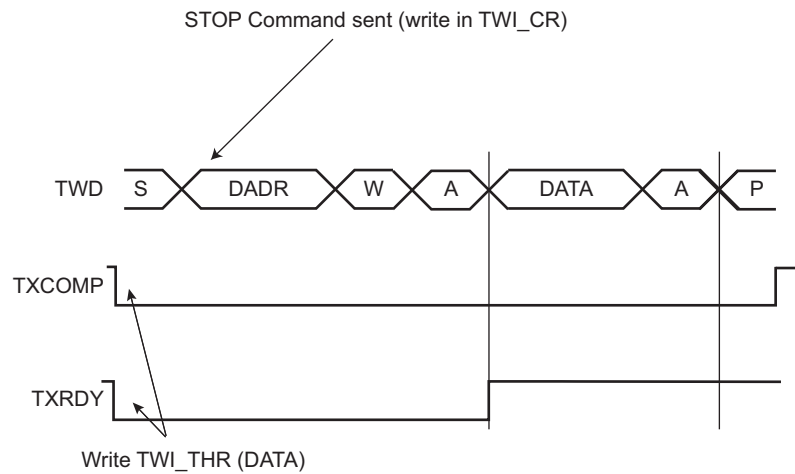 STOP Command sent (write in TWI_CR)
TWD S DADR W A DATA A P
TXCOMP
TXRDY
Write TWI_THR (DATA)